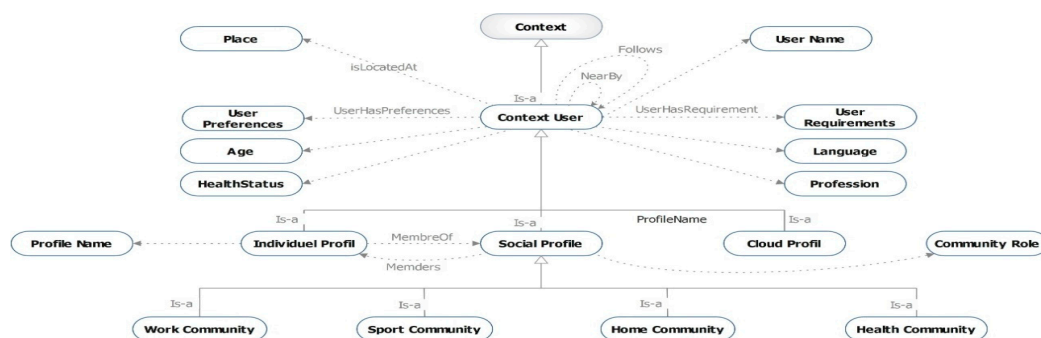 Context
Place
Follows
User Name
isLocatedAt
NearBy
Is-a
User
Preferences
UserHasPreferences
Context User
UserHasRequirement
User
Requirements
Age
Language
HealthStatus
Profession
Is-a
Is-a
ProfileName
Is-a
Profile Name
Individuel Profil
MembreOf
Social Profile
Cloud Profil
Community Role
Memders
Is-a
Is-a
Is-a
Is-a
Work Community
Sport Community
Home Community
Health Community